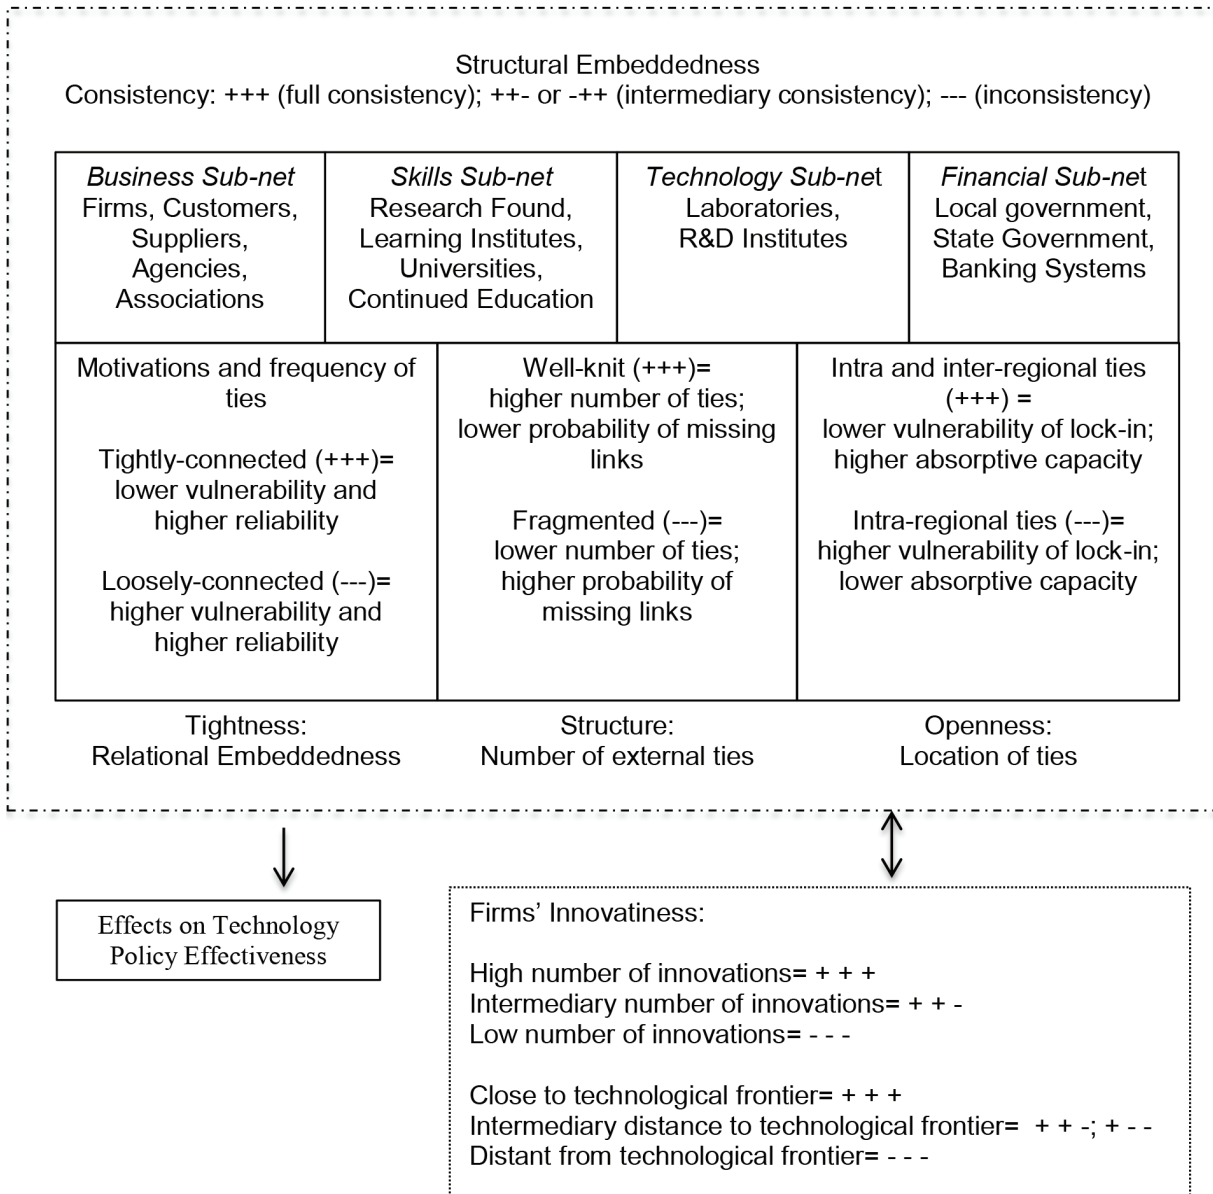 Structural Embeddedness
Consistency: +++ (full consistency); ++- or -++ (intermediary consistency); --- (inconsistency)
Business Sub-net
Firms, Customers,
Suppliers,
Agencies,
Associations
Skills Sub-net
Research Found,
Learning Institutes,
Universities,
Continued Education
Technology Sub-net
Laboratories,
R&D Institutes
Financial Sub-net
Local government,
State Government,
Banking Systems
Motivations and frequency of
ties
Tightly-connected (+++)=
lower vulnerability and
higher reliability
Loosely-connected (---)=
higher vulnerability and
higher reliability
Well-knit (+++)=
higher number of ties;
lower probability of missing
links
Fragmented (---)=
lower number of ties;
higher probability of
missing links
Intra and inter-regional ties
(+++) =
lower vulnerability of lock-in;
higher absorptive capacity
Intra-regional ties (---)=
higher vulnerability of lock-in;
lower absorptive capacity
Tightness:
Relational Embeddedness
Structure:
Number of external ties
Openness:
Location of ties
Effects on Technology
Policy Effectiveness
Firms’ Innovatiness:
High number of innovations= + + +
Intermediary number of innovations= + + -
Low number of innovations= - - -
Close to technological frontier= + + +
Intermediary distance to technological frontier=  + + -; + - -
Distant from technological frontier= - - -